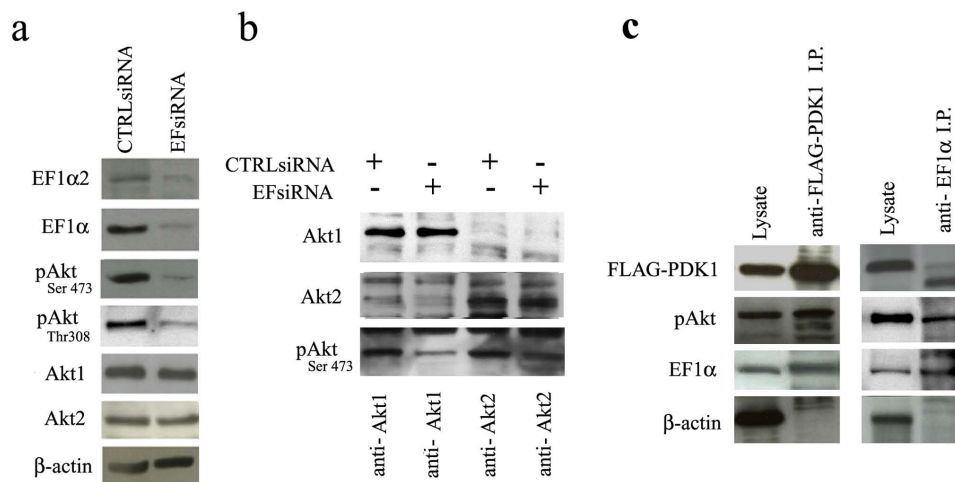 a
CTRLsiRNA
EFsiRNA
EF1α2
EF1α
pAkt
Ser 473
pAkt
Thr308
Akt1
Akt2
β-actin
b
CTRLsiRNA + - + -
EFsiRNA - + - +
Akt1
Akt2
pAkt
Ser 473
anti- Akt1
anti- Akt1
anti- Akt2
anti- Akt2
c
Lysate
anti-FLAG-PDK1 I.P.
Lysate
anti- EF1α I.P.
FLAG-PDK1
pAkt
EF1α
β-actin